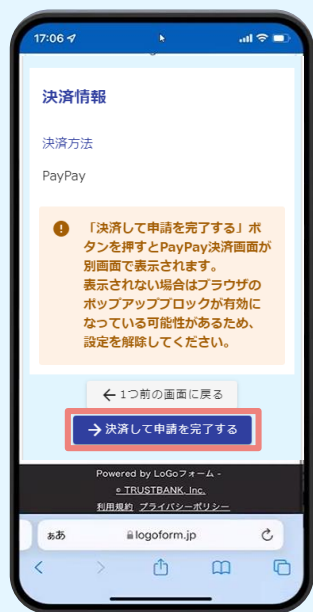 17:06
決済情報
決済方法
PayPay
「決済して申請を完了する」ボ
タンを押すとPayPay決済画面が
別画面で表示されます。
表示されない場合はブラウザの
ポップアップブロックが有効に
なっている可能性があるため、
設定を解除してください。
← 1つ前の画面に戻る
→ 決済して申請を完了する
Powered by LoGoフォーム -
© TRUSTBANK, Inc.
利用規約 プライバシーポリシー
ぁあ logoform.jp